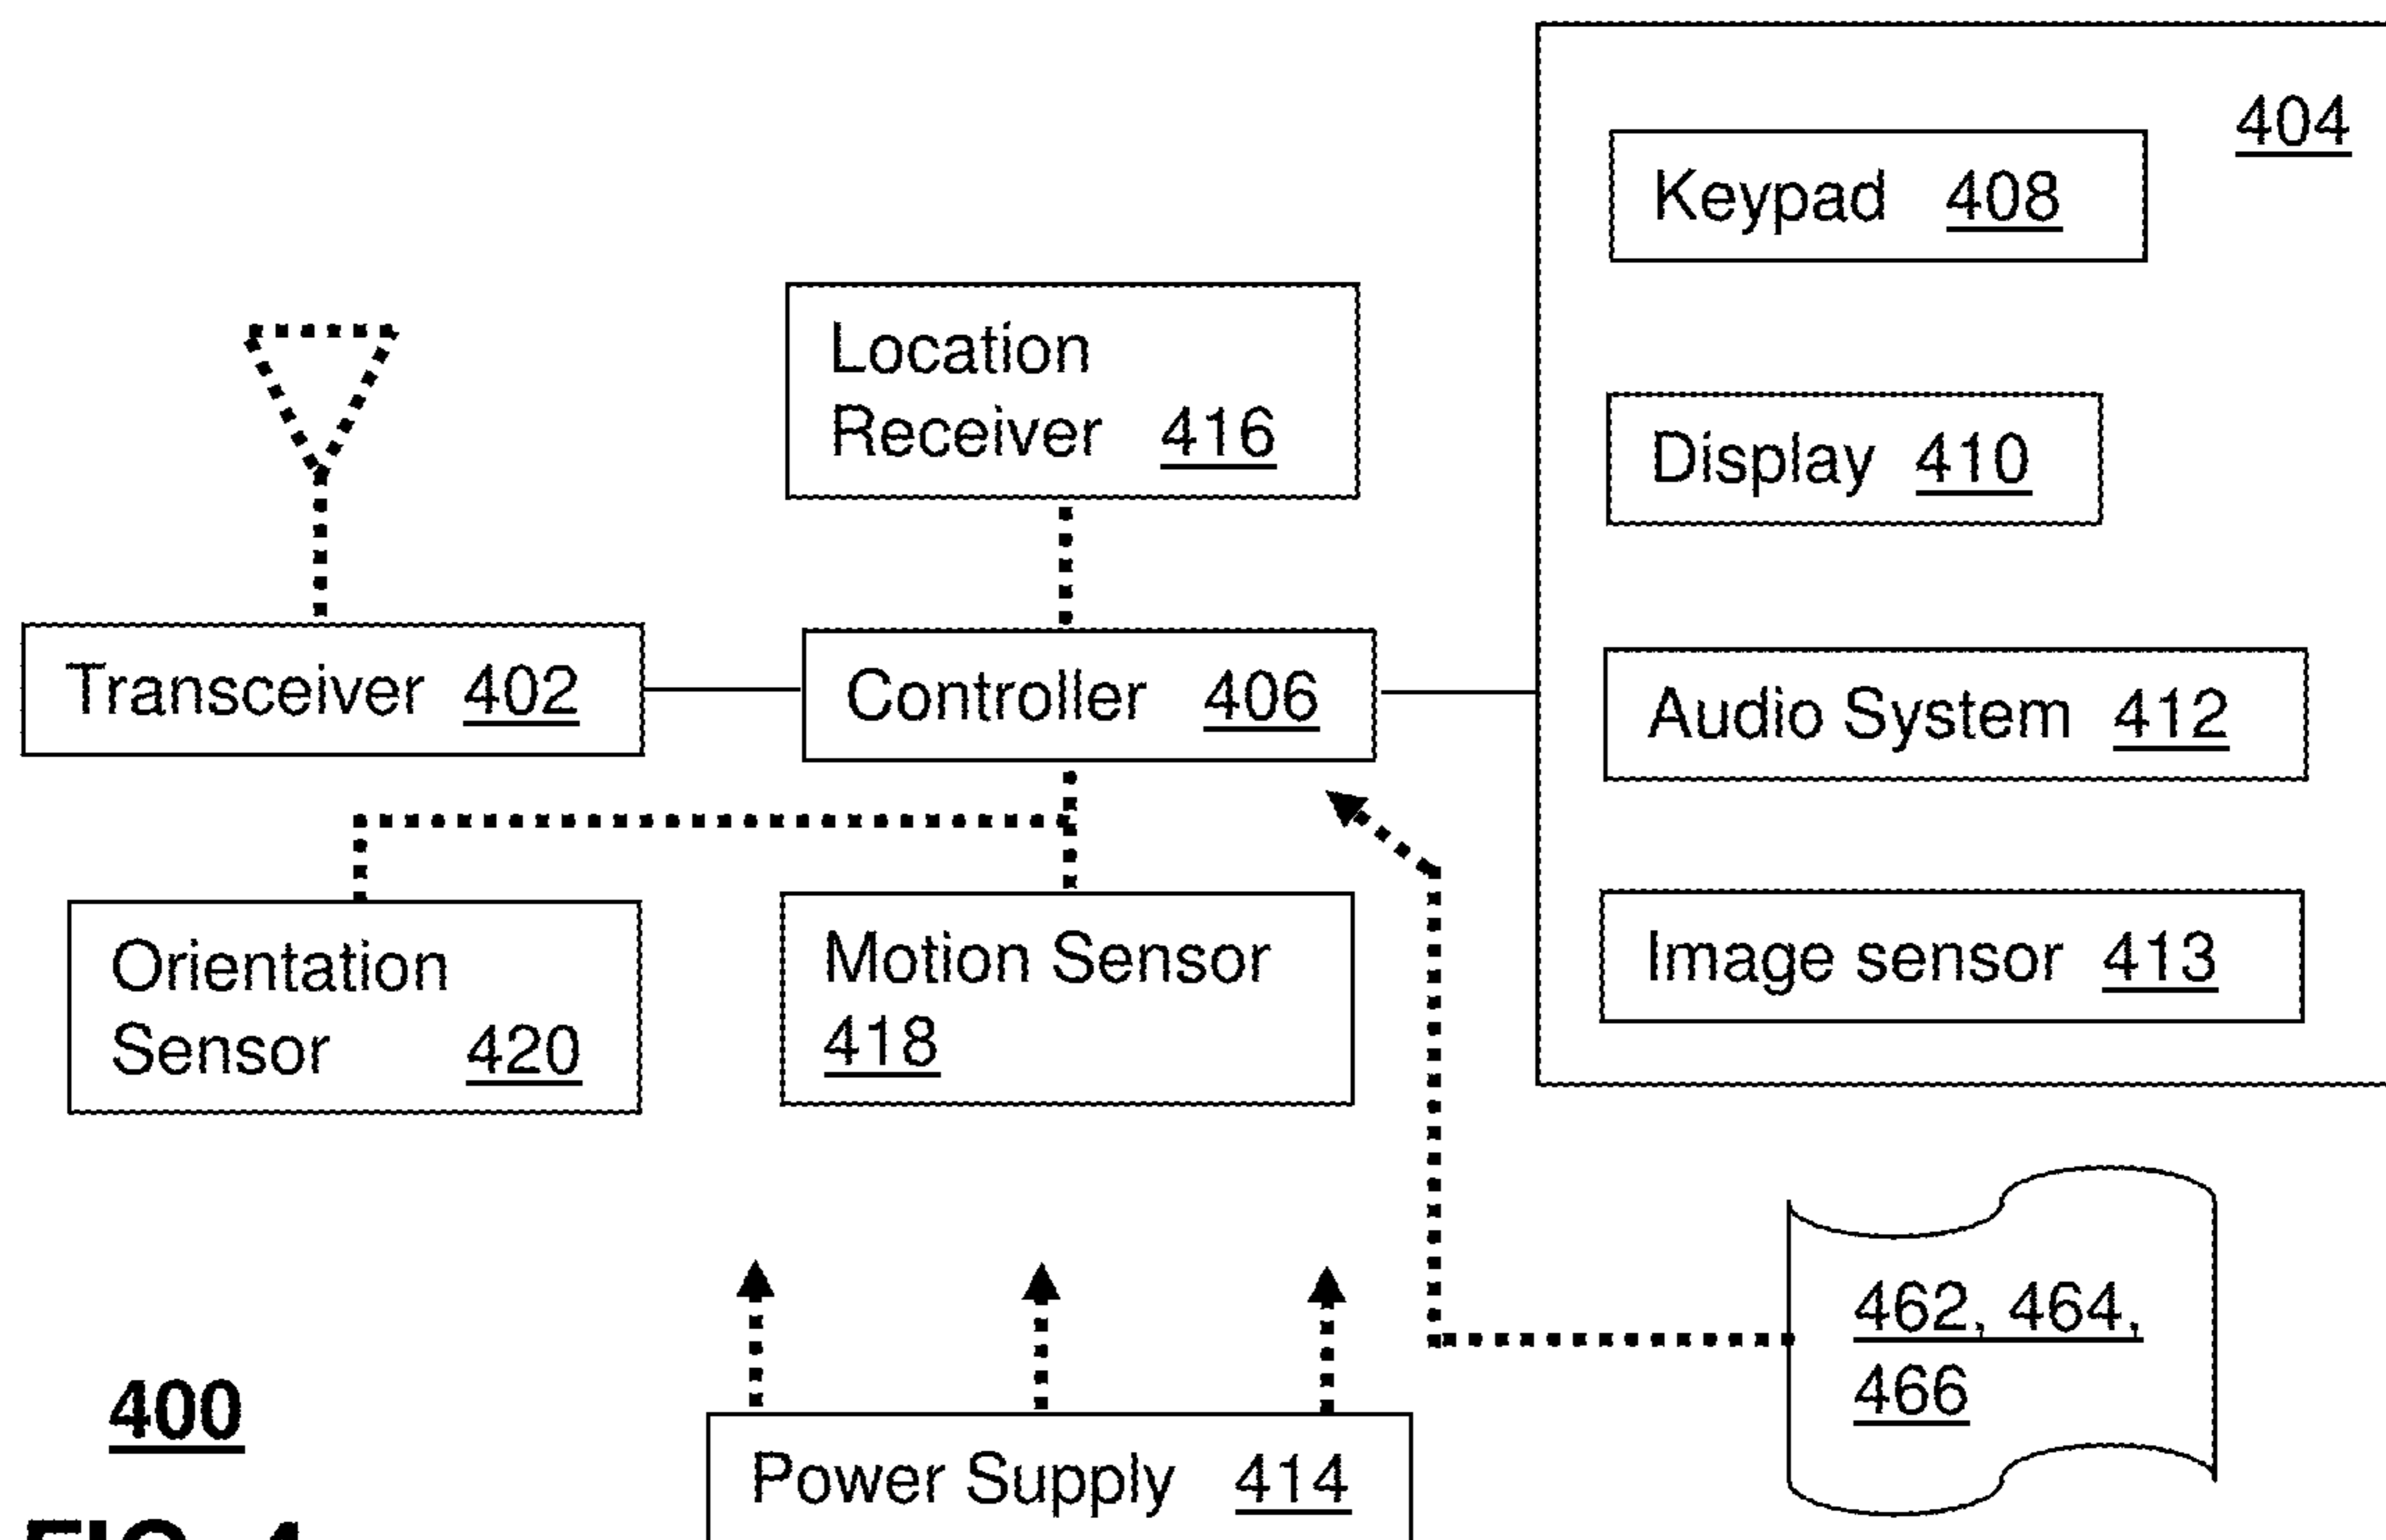 404
Keypad 408
Location
Receiver 416
Display 410
Transceiver 402
Controller 406
Audio System 412
Orientation
Sensor 420
Motion Sensor
418
Image sensor 413
462, 464,
466
400
Power Supply 414